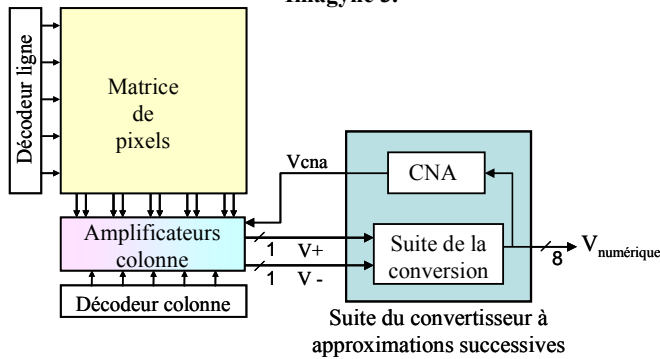 Imagyne 3.
Décodeur ligne
Matrice
de
pixels
Vcna
CNA
Amplificateurs
colonne
1 V+
1 V -
Suite de la
conversion
8
Vnumérique
Décodeur colonne
Suite du convertisseur à
approximations successives